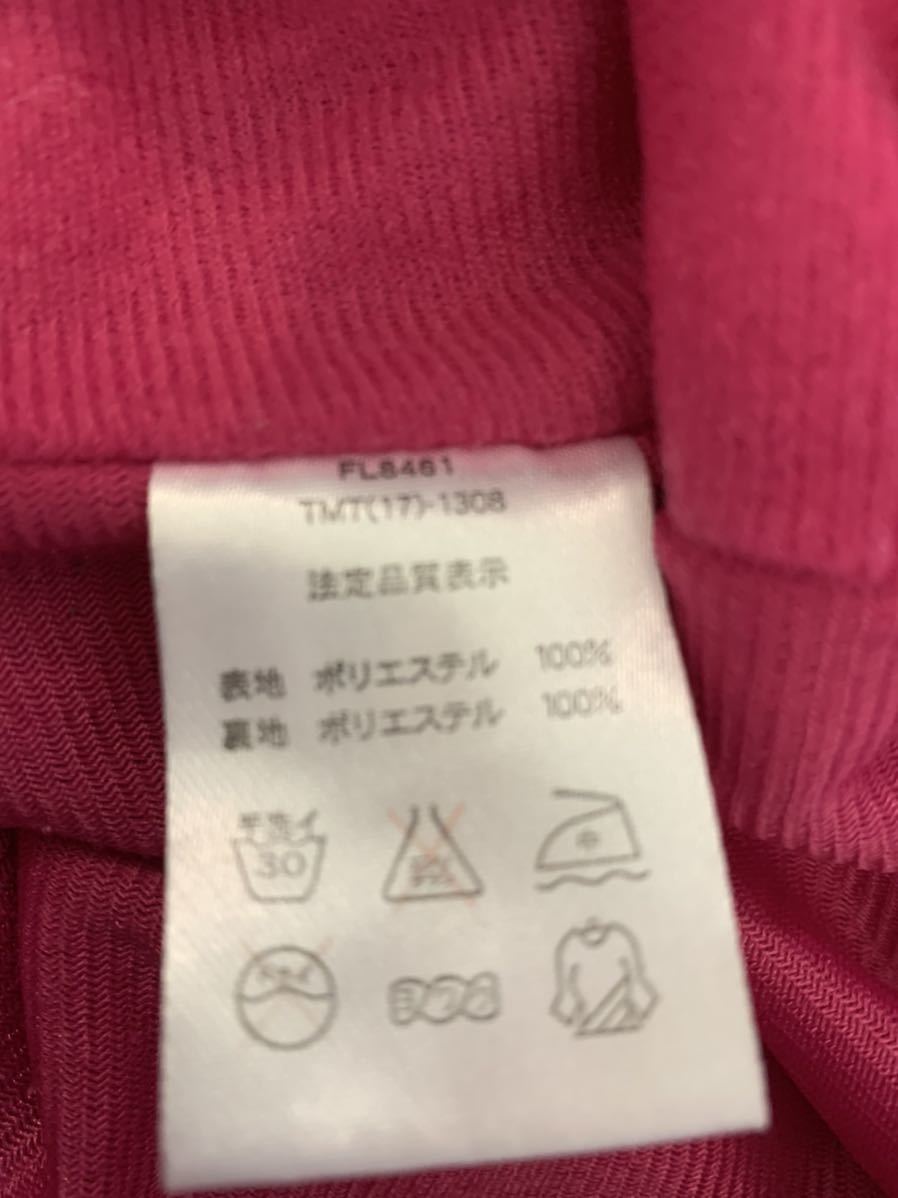 FL8461
TMT(17)-1308
法定品質表示
表地 ポリエステル 100%
裏地 ポリエステル 100%
手洗イ
30
中